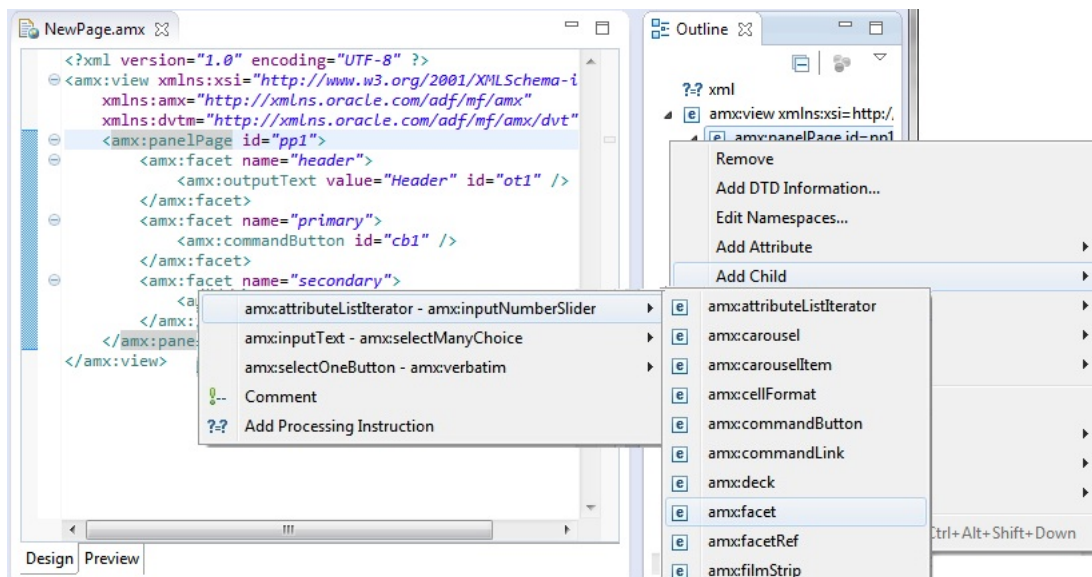 NewPage.amx
<?xml version="1.0" encoding="UTF-8" ?>
<amx:view xmlns:xsi="http://www.w3.org/2001/XMLSchema-i
xmlns:amx="http://xmlns.oracle.com/adf/mf/amx"
xmlns:dvtm="http://xmlns.oracle.com/adf/mf/amx/dvt"
<amx:panelPage id="pp1">
<amx:facet name="header">
<amx:outputText value="Header" id="ot1" />
</amx:facet>
<amx:facet name="primary">
<amx:commandButton id="cb1" />
</amx:facet>
<amx:facet name="secondary">
<a
</amx:
</amx:pane
</amx:view>
Design Preview
Outline
?=? xml
e amx:view xmlns:xsi=http:/
e amx:panelPage id=pp1
Remove
Add DTD Information...
Edit Namespaces...
Add Attribute
Add Child
Ctrl+Alt+Shift+Down
amx:attributeListIterator - amx:inputNumberSlider
amx:inputText - amx:selectManyChoice
amx:selectOneButton - amx:verbatim
!-- Comment
?=? Add Processing Instruction
e amx:attributeListIterator
e amx:carousel
e amx:carouselItem
e amx:cellFormat
e amx:commandButton
e amx:commandLink
e amx:deck
e amx:facet
e amx:facetRef
e amx:filmStrip